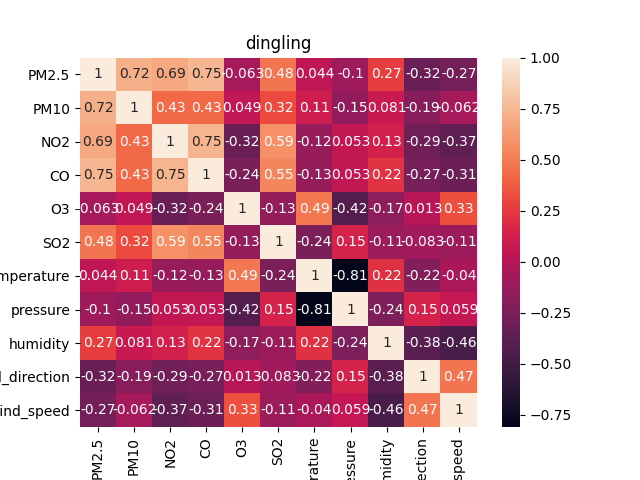 dingling
PM2.5 1 0.72 0.69 0.75 -0.063 0.48 0.044 -0.1 0.27 -0.32 -0.27
PM10 0.72 1 0.43 0.43 0.049 0.32 0.11 -0.15 0.081 -0.19 -0.062
NO2 0.69 0.43 1 0.75 -0.32 0.59 -0.12 0.053 0.13 -0.29 -0.37
CO 0.75 0.43 0.75 1 -0.24 0.55 -0.13 0.053 0.22 -0.27 -0.31
O3 -0.063 0.049 -0.32 -0.24 1 -0.13 0.49 -0.42 -0.17 0.013 0.33
SO2 0.48 0.32 0.59 0.55 -0.13 1 -0.24 0.15 -0.11 -0.083 -0.11
mperature 0.044 0.11 -0.12 -0.13 0.49 -0.24 1 -0.81 0.22 -0.22 -0.04
pressure -0.1 -0.15 0.053 0.053 -0.42 0.15 -0.81 1 -0.24 0.15 0.059
humidity 0.27 0.081 0.13 0.22 -0.17 -0.11 0.22 -0.24 1 -0.38 -0.46
d_direction -0.32 -0.19 -0.29 -0.27 0.013 -0.083 -0.22 0.15 -0.38 1 0.47
ind_speed -0.27 -0.062 -0.37 -0.31 0.33 -0.11 -0.04 0.059 -0.46 0.47 1
PM2.5 PM10 NO2 CO O3 SO2 rature essure midity ection speed
1.00
0.75
0.50
0.25
0.00
−0.25
−0.50
−0.75